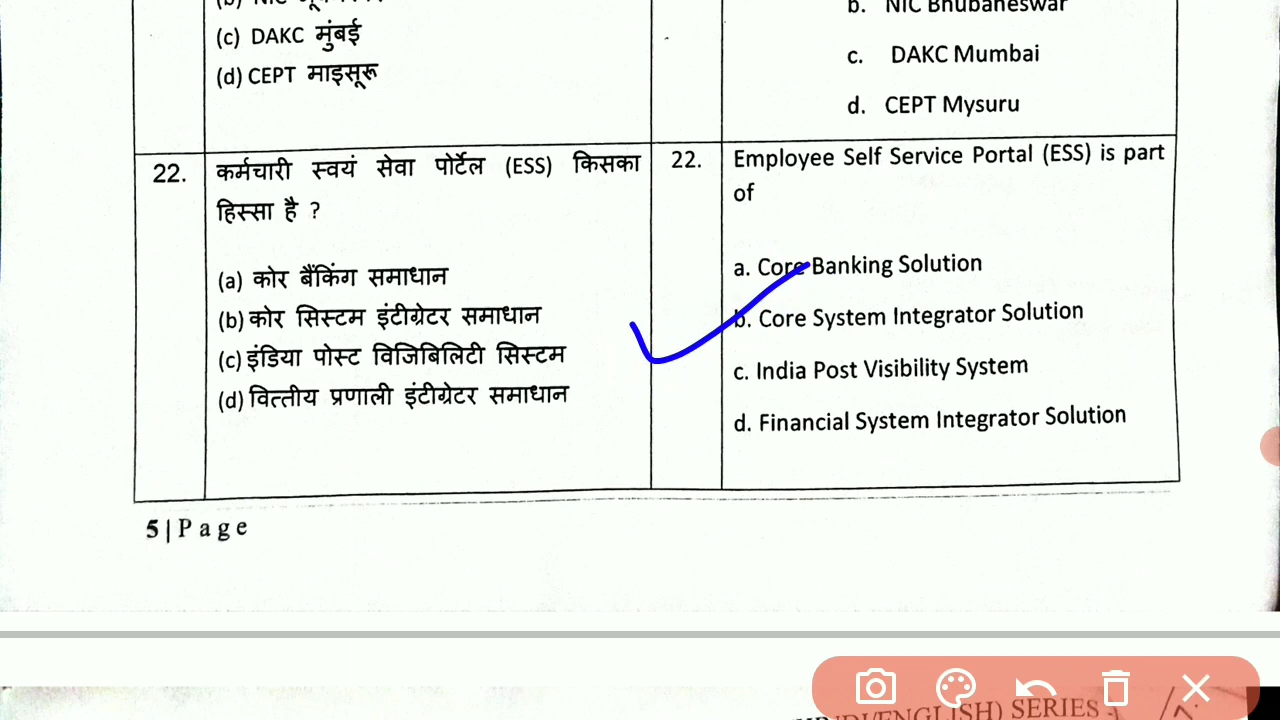 (c) DAKC मुंबई
(d) CEPT माइसूरू
b. NIC Bhubaneswar
c. DAKC Mumbai
d. CEPT Mysuru
22. कर्मचारी स्वयं सेवा पोर्टेल (ESS) किसका
हिस्सा है ?
(a) कोर बैंकिंग समाधान
(b) कोर सिस्टम इंटीग्रेटर समाधान
(c) इंडिया पोस्ट विजिबिलिटी सिस्टम
(d) वित्तीय प्रणाली इंटीग्रेटर समाधान
22. Employee Self Service Portal (ESS) is part
of
a. Core Banking Solution
b. Core System Integrator Solution
c. India Post Visibility System
d. Financial System Integrator Solution
5|Page
ENGLISH) SERIES